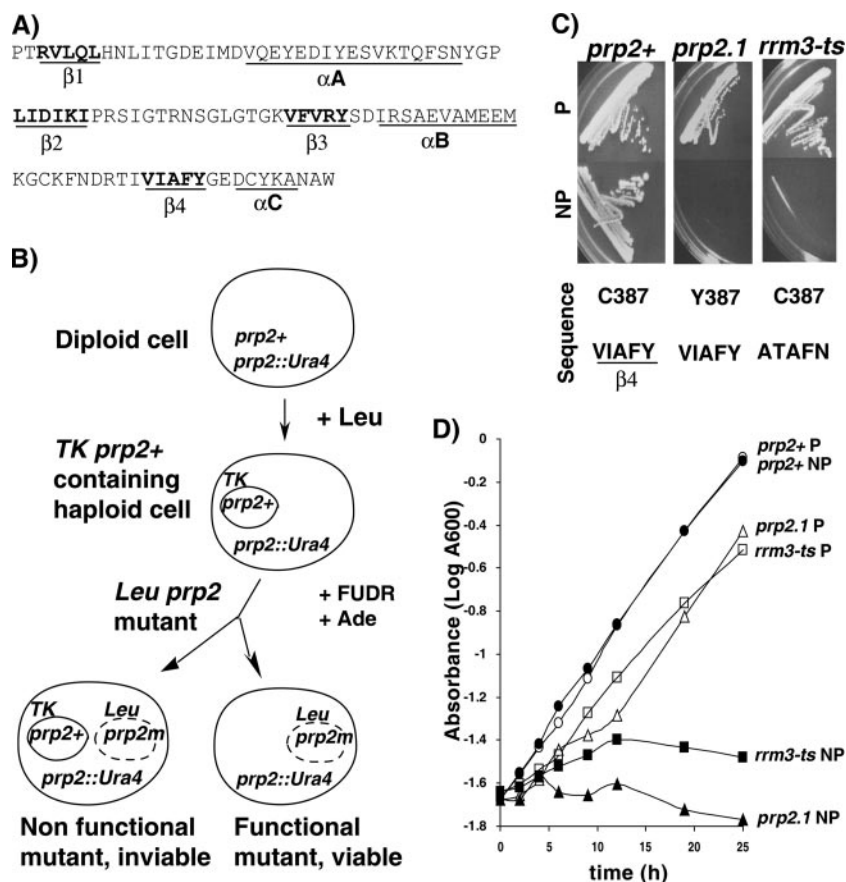 A)
PTRVLQLHNLITGDEIMDVQEYEDIYESVKTQFSNYGP
β1 αA
LIDIKIPRSIGTRNSGLGTGKVFVRYSDIRSAEVAMEEM
β2 β3 αB
KGCKFNDRTIVIAFYGEDCYKANAW
β4 αC
B)
Diploid cell
prp2+
prp2::Ura4
+ Leu
TK prp2+
containing
haploid cell
TK
prp2+
prp2::Ura4
Leu prp2
mutant
+ FUDR
+ Ade
TK Leu
prp2+ prp2m
prp2::Ura4
Leu
prp2m
prp2::Ura4
Non functional
mutant, inviable
Functional
mutant, viable
C)
prp2+ prp2.1 rrm3-ts
P
NP
Sequence
C387 Y387 C387
VIAFY VIAFY ATAFN
β4
D)
Absorbance (Log A600)
0
-0.2
-0.4
-0.6
-0.8
-1
-1.2
-1.4
-1.6
-1.8
0 5 10 15 20 25
time (h)
prp2+ P
prp2+ NP
prp2.1 P
rrm3-ts P
rrm3-ts NP
prp2.1 NP